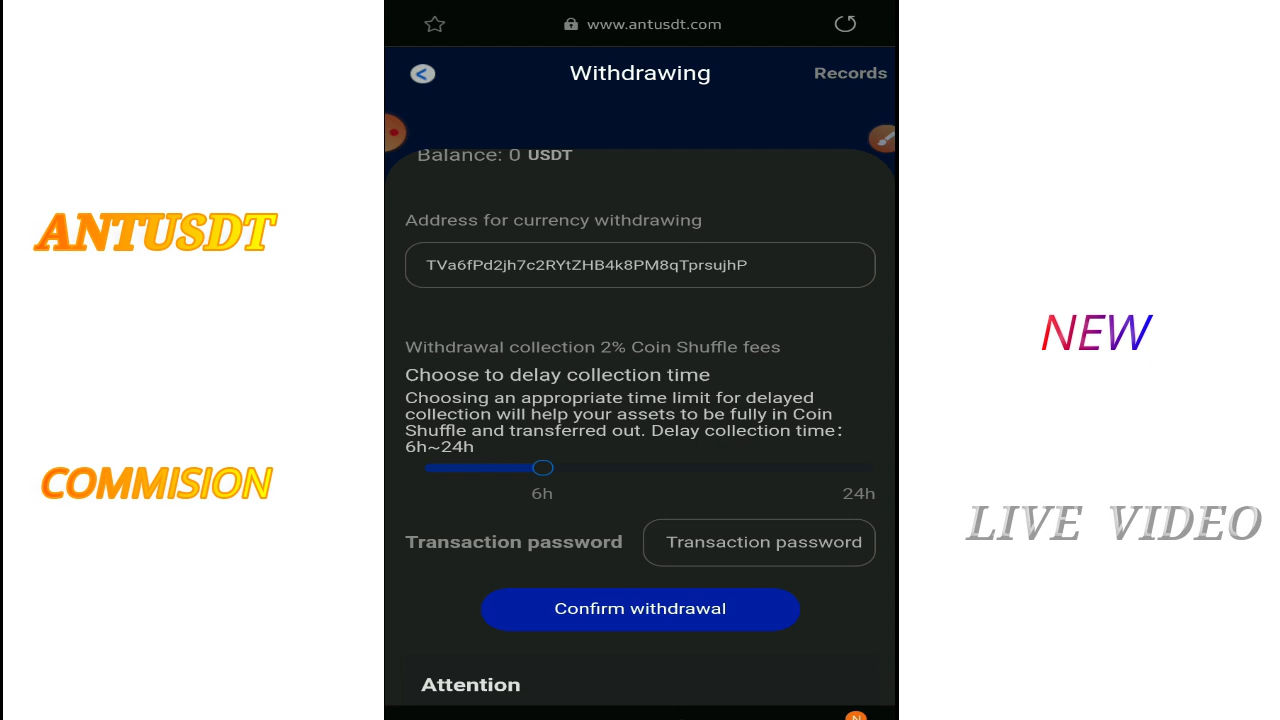 www.antusdt.com
Withdrawing
Records
Balance: 0 USDT
ANTUSDT
Address for currency withdrawing
TVa6fPd2jh7c2RYtZHB4k8PM8qTprsujhP
NEW
Withdrawal collection 2% Coin Shuffle fees
Choose to delay collection time
Choosing an appropriate time limit for delayed
collection will help your assets to be fully in Coin
Shuffle and transferred out. Delay collection time:
6h~24h
COMMISION
6h
24h
LIVE VIDEO
Transaction password
Transaction password
Confirm withdrawal
Attention
N